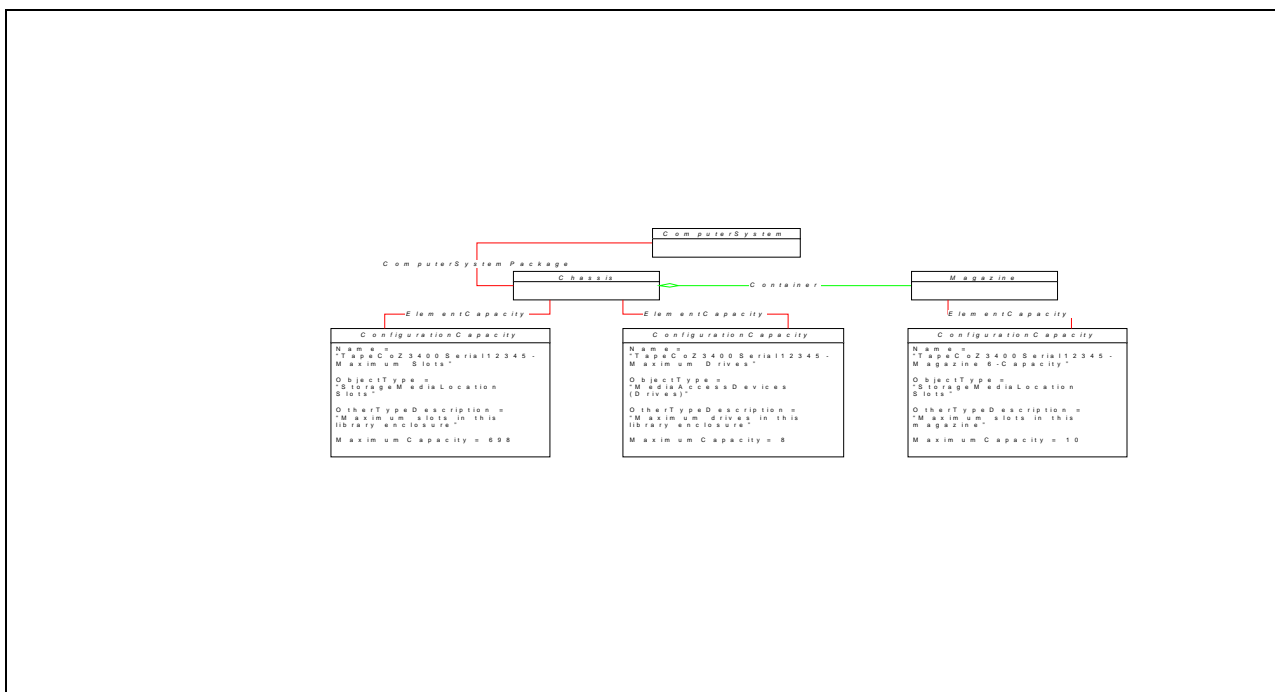 ComputerSystem
ComputerSystemPackage
Chassis
Container
Magazine
ElementCapacity
ElementCapacity
ElementCapacity
ConfigurationCapacity
Name =
"TapeCoZ3400Serial12345 -
Maximum Slots"
ObjectType =
"StorageMediaLocation
Slots"
OtherTypeDescription =
"Maximum slots in this
library enclosure"
MaximumCapacity = 698
ConfigurationCapacity
Name =
"TapeCoZ3400Serial12345 -
Maximum Drives"
ObjectType =
"MediaAccessDevices
(Drives)"
OtherTypeDescription =
"Maximum drives in this
library enclosure"
MaximumCapacity = 8
ConfigurationCapacity
Name =
"TapeCoZ3400Serial12345 -
Magazine 6-Capacity"
ObjectType =
"StorageMediaLocation
Slots"
OtherTypeDescription =
"Maximum slots in this
magazine"
MaximumCapacity = 10